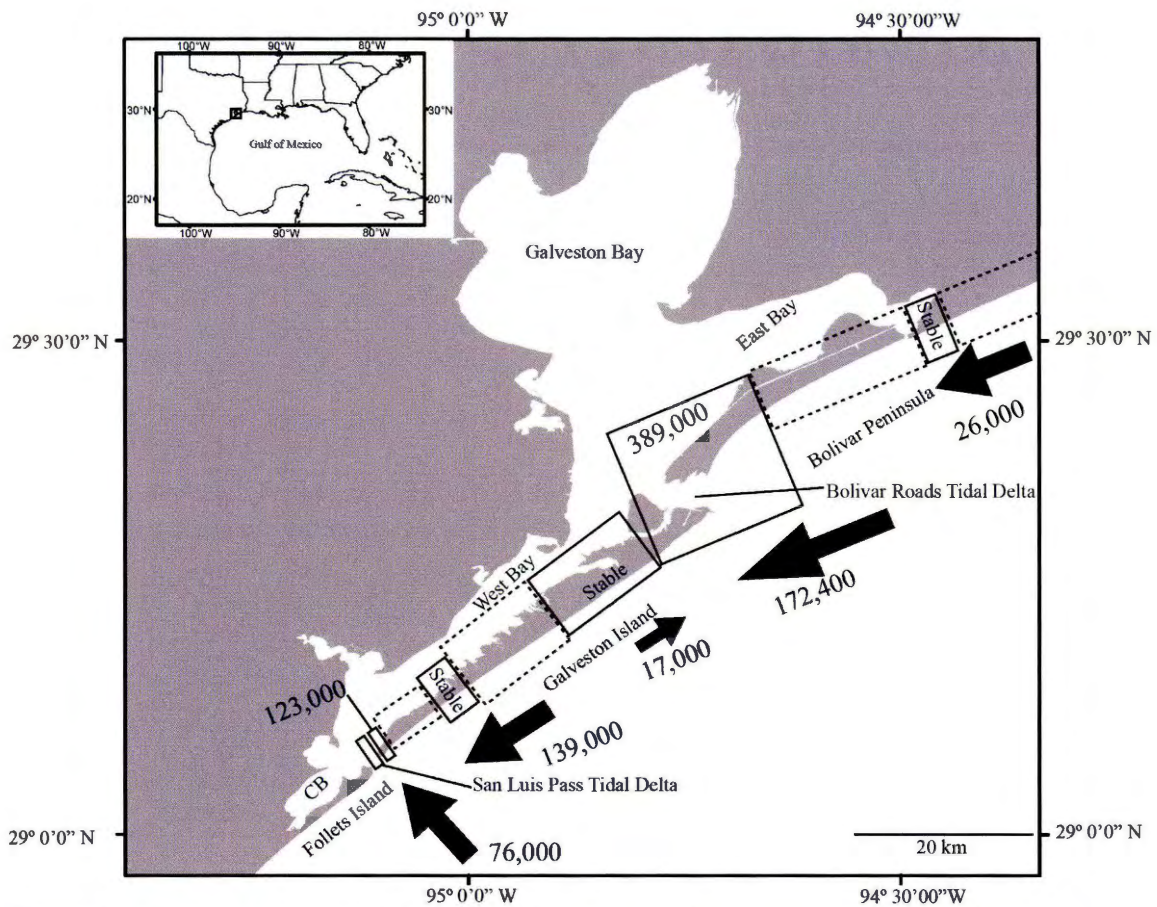 95° 0'0" W
94° 30'00"W
100°W
90°W
80°W
30°N
30°N
Gulf of Mexico
20°N
20°N
100°W
90°W
80°W
Galveston Bay
East Bay
Stable
29° 30'0" N
29° 30'0" N
26,000
Bolivar Peninsula
389,000
Bolivar Roads Tidal Delta
172,400
West Bay
Stable
Galveston Island
17,000
Stable
123,000
139,000
San Luis Pass Tidal Delta
CB
Follets Island
76,000
29° 0'0" N
29° 0'0" N
20 km
95° 0'0" W
94° 30'00"W